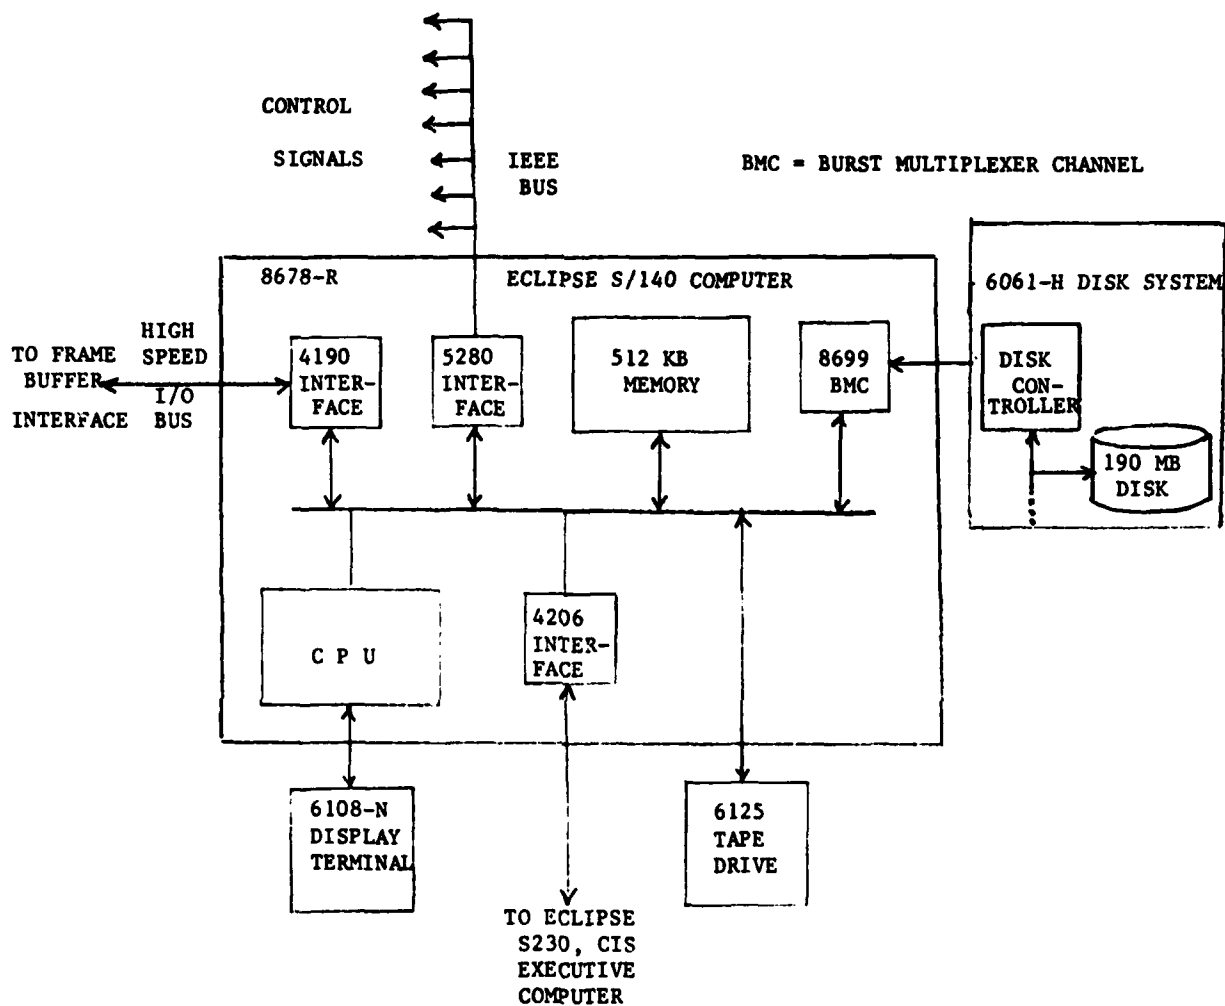 CONTROL
SIGNALS
IEEE
BUS
BMC = BURST MULTIPLEXER CHANNEL
8678-R
ECLIPSE S/140 COMPUTER
6061-H DISK SYSTEM
HIGH
SPEED
I/O
BUS
TO FRAME
BUFFER
INTERFACE
4190
INTER-
FACE
5280
INTER-
FACE
512 KB
MEMORY
8699
BMC
DISK
CON-
TROLLER
190 MB
DISK
C P U
4206
INTER-
FACE
6108-N
DISPLAY
TERMINAL
6125
TAPE
DRIVE
TO ECLIPSE
S230, CIS
EXECUTIVE
COMPUTER